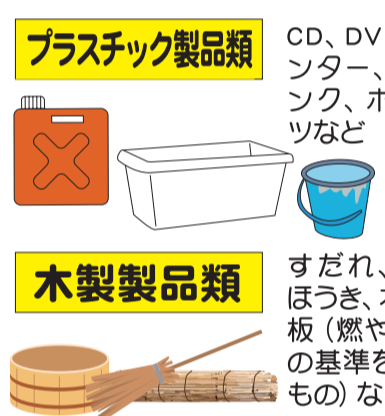 プラスチック製品類
CD、DV
ンター、
ンク、ポ
ツなど
木製製品類
すだれ、
ほうき、
板（燃や
の基準を
もの）な